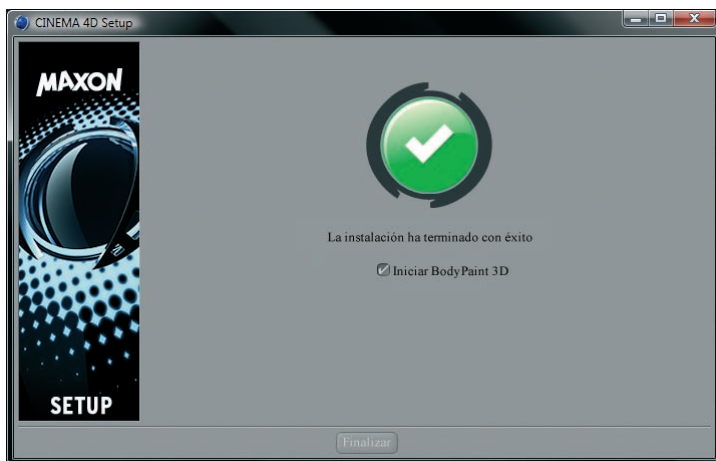 CINEMA 4D Setup
MAXON
La instalación ha terminado con éxito
Iniciar BodyPaint 3D
SETUP
Finalizar